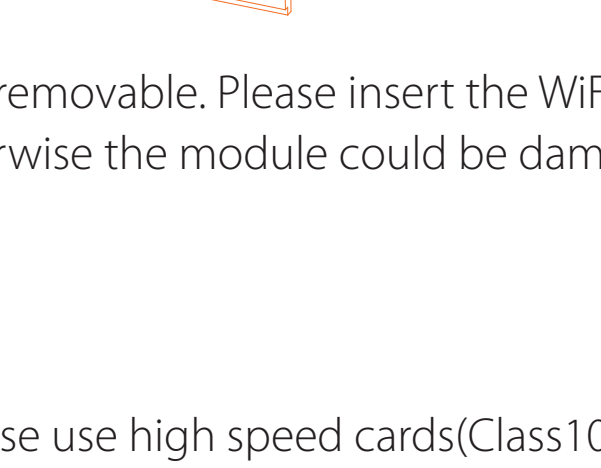 removable. Please insert the WiF
rwise the module could be dam
se use high speed cards(Class10